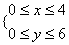 0 ≤ x ≤ 4
0 ≤ y ≤ 6